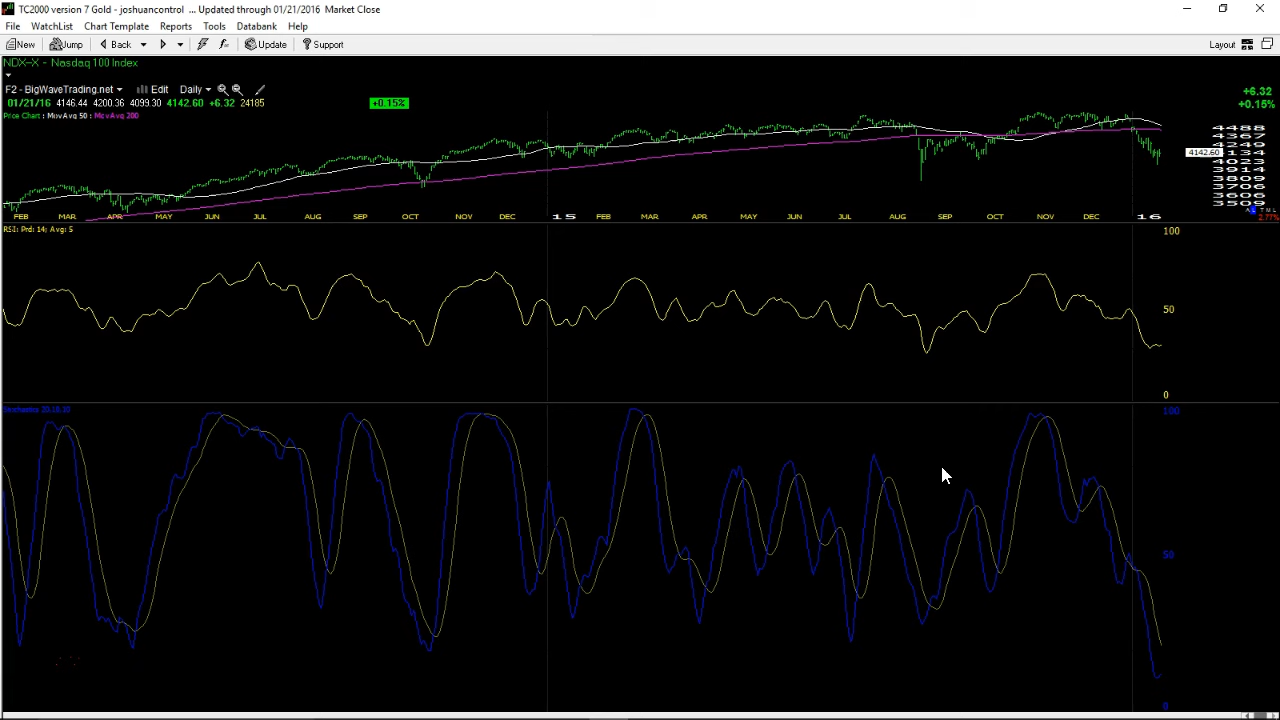 TC2000 version 7 Gold - joshuancontrol ... Updated through 01/21/2016 Market Close
File WatchList Chart Template Reports Tools Databank Help
New Jump Back Update ? Support Layout
NDX--X - Nasdaq 100 Index
F2 - BigWaveTrading.net Edit Daily +6.32
01/21/16 4146.44 4200.36 4099.30 4142.60 +6.32 24185 +0.15% +0.15%
Price Chart : MovAvg 50 : MovAvg 200
4488
4367
4249
4142.60 4134
4023
3914
3809
3706
3606
3509
A L T M L
FEB MAR APR MAY JUN JUL AUG SEP OCT NOV DEC 15 FEB MAR APR MAY JUN JUL AUG SEP OCT NOV DEC 16 2.77%
RSI: Prd: 14; Avg: 5 100
50
0
100
50
0